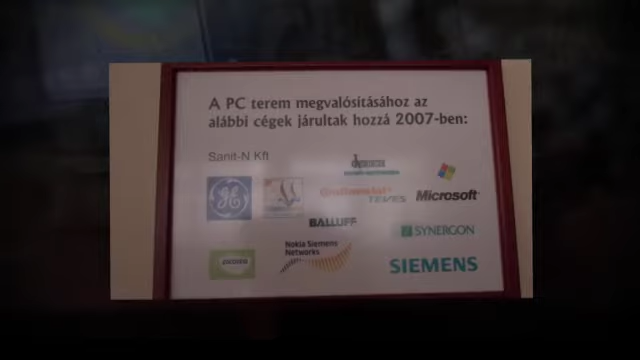 A PC terem megvalósításához az
alábbi cégek járultak hozzá 2007-ben:
Sanit-N Kft
GE
Continental
TEVES
Microsoft
BALLUFF
SYNERGON
Nokia Siemens
Networks
SIEMENS